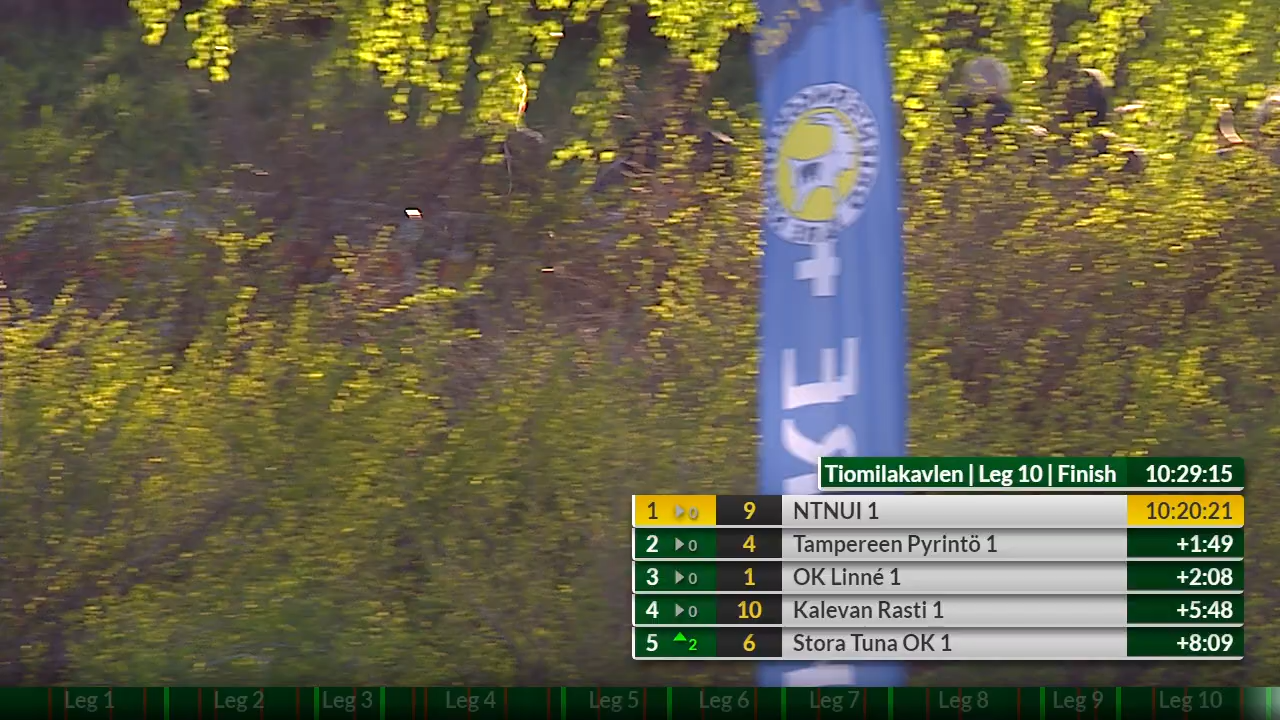 KE +
Tiomilakavlen | Leg 10 | Finish 10:29:15
1 0 9 NTNUI 1 10:20:21
2 0 4 Tampereen Pyrintö 1 +1:49
3 0 1 OK Linné 1 +2:08
4 0 10 Kalevan Rasti 1 +5:48
5 2 6 Stora Tuna OK 1 +8:09
Leg 1 Leg 2 Leg 3 Leg 4 Leg 5 Leg 6 Leg 7 Leg 8 Leg 9 Leg 10